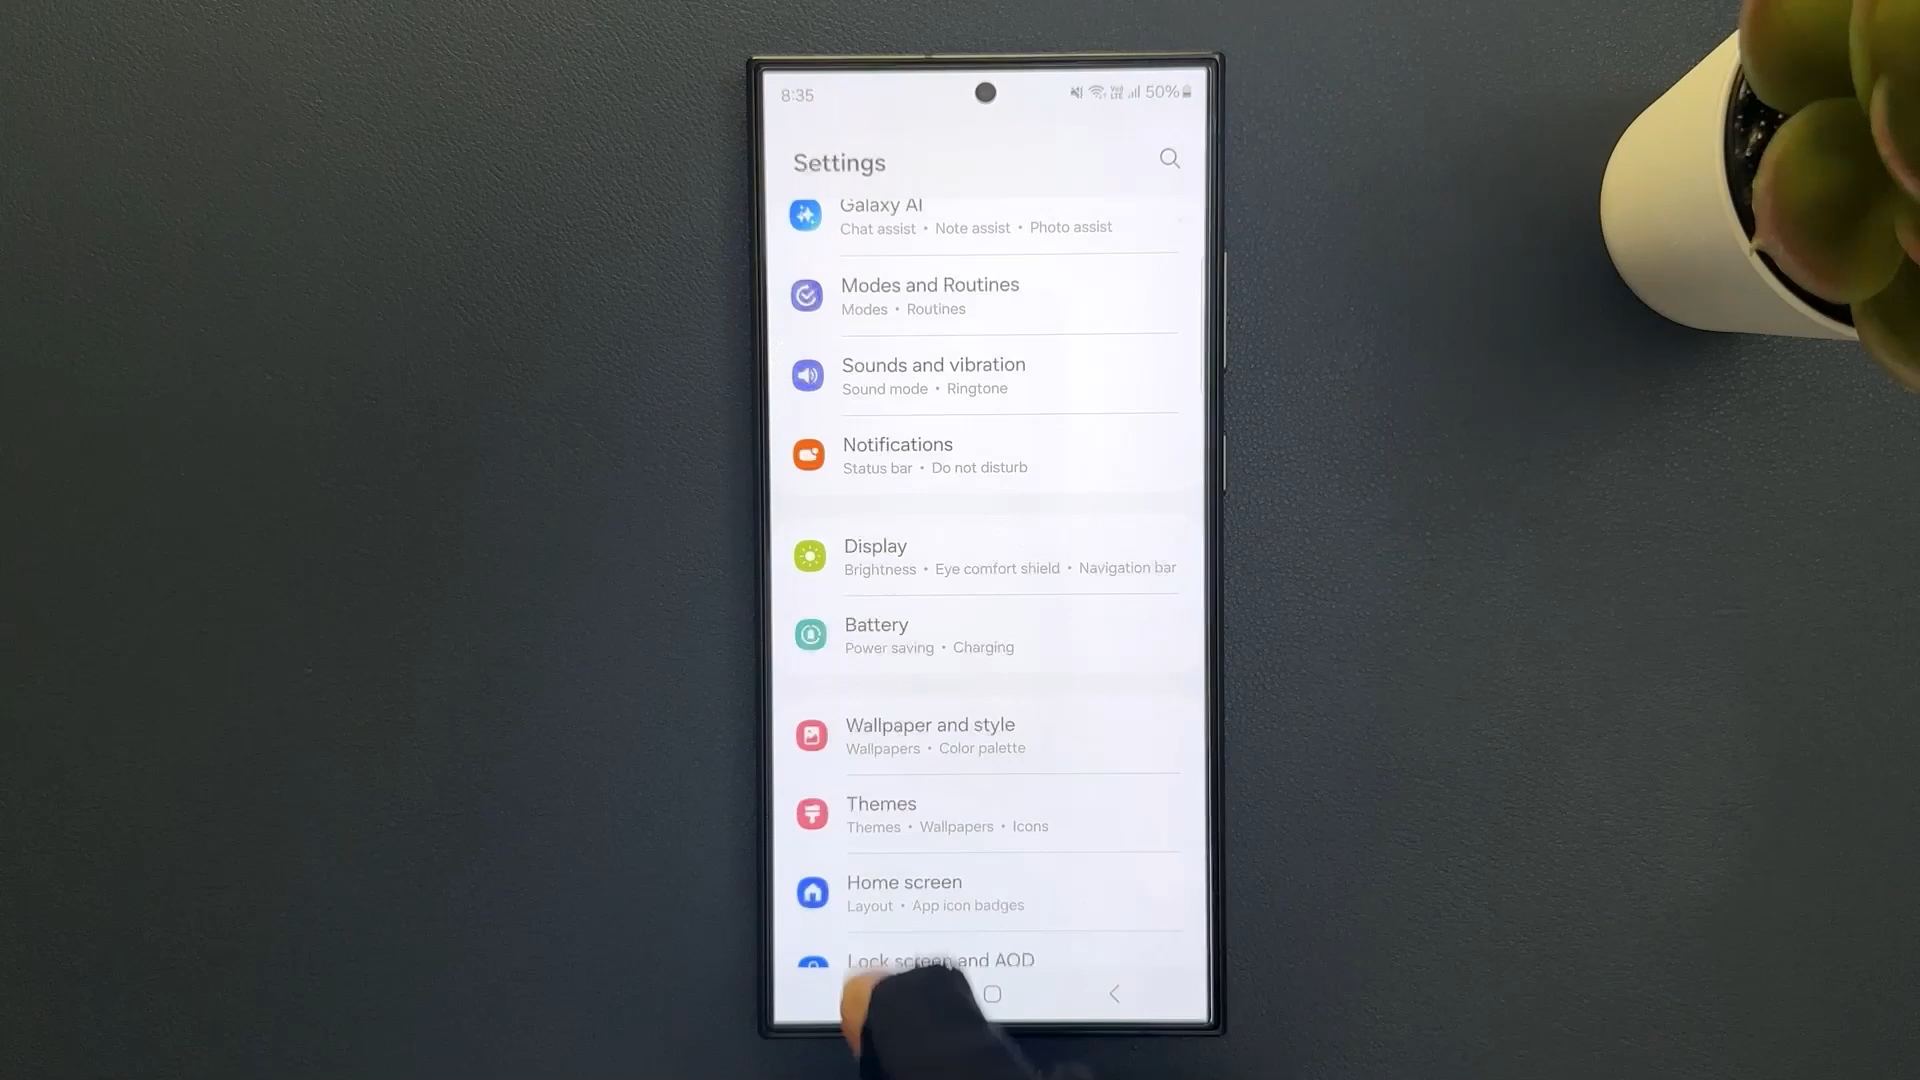 8:35
50%
Settings
Galaxy AI
Chat assist • Note assist • Photo assist
Modes and Routines
Modes • Routines
Sounds and vibration
Sound mode • Ringtone
Notifications
Status bar • Do not disturb
Display
Brightness • Eye comfort shield • Navigation bar
Battery
Power saving • Charging
Wallpaper and style
Wallpapers • Color palette
Themes
Themes • Wallpapers • Icons
Home screen
Layout • App icon badges
Lock screen and AOD